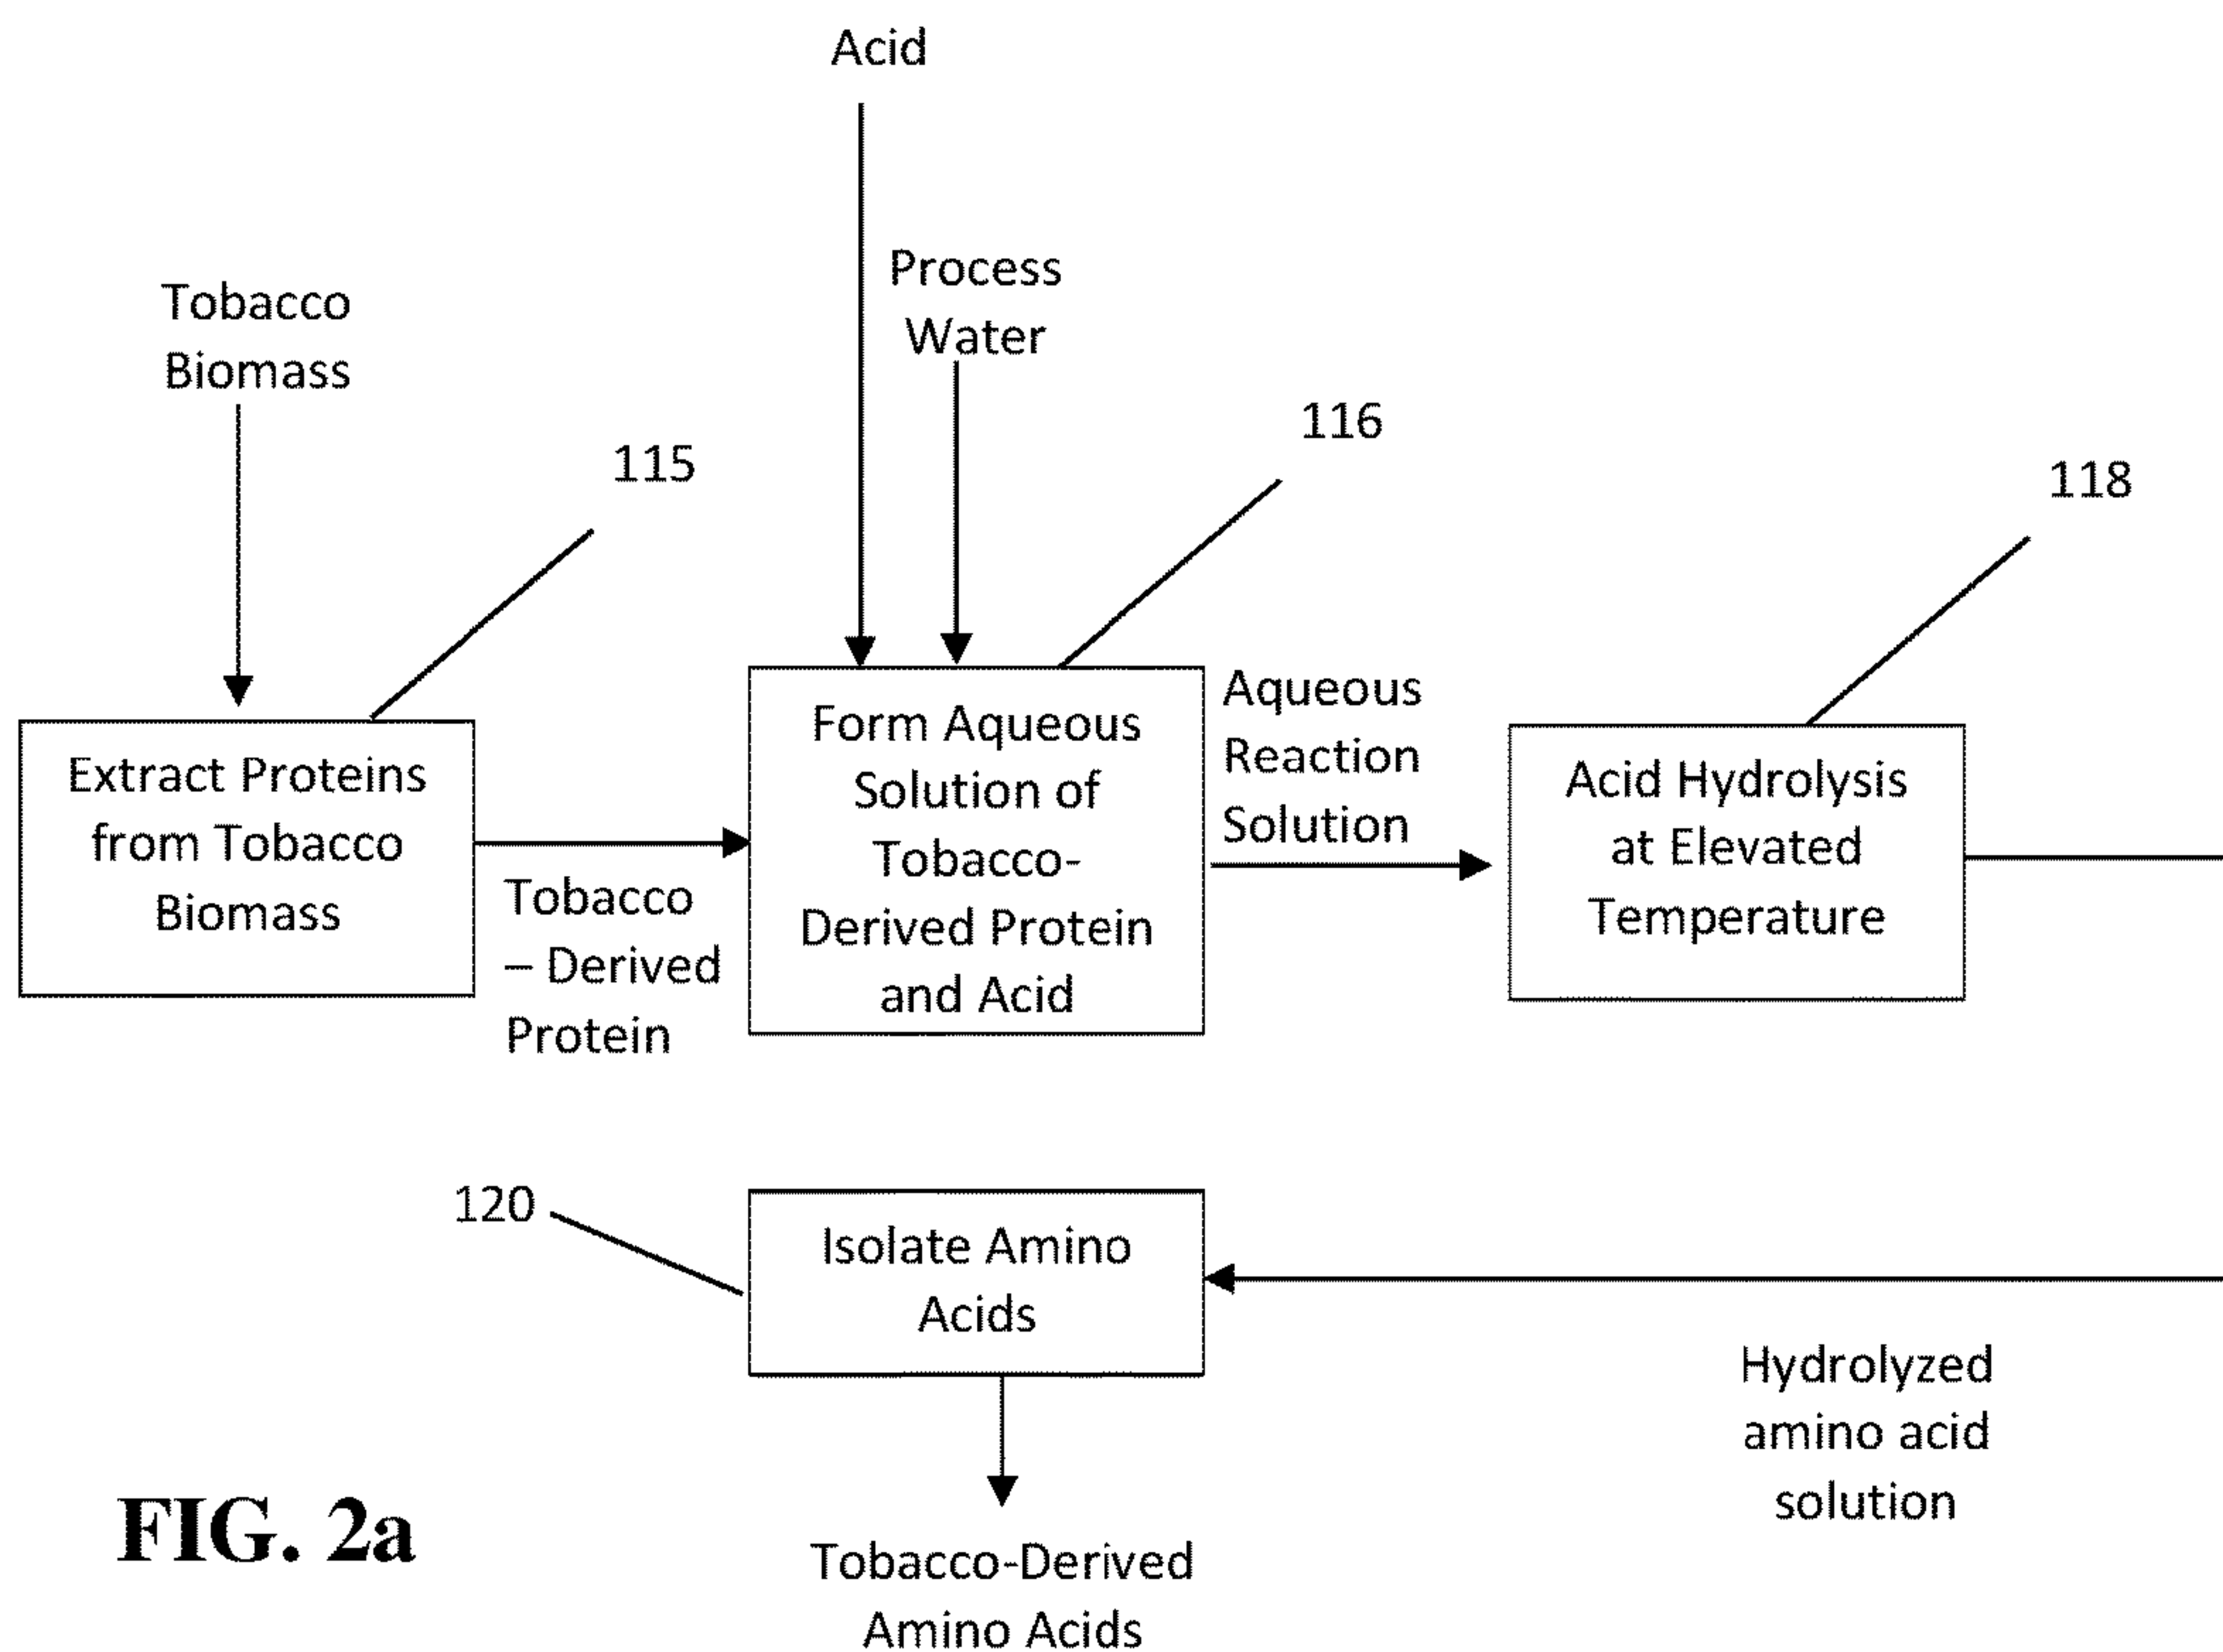 Acid
Process
Water
Tobacco
Biomass
115
116
118
Extract Proteins
from Tobacco
Biomass
Tobacco
– Derived
Protein
Form Aqueous
Solution of
Tobacco-
Derived Protein
and Acid
Aqueous
Reaction
Solution
Acid Hydrolysis
at Elevated
Temperature
120
Isolate Amino
Acids
Hydrolyzed
amino acid
solution
Tobacco-Derived
Amino Acids
FIG. 2a